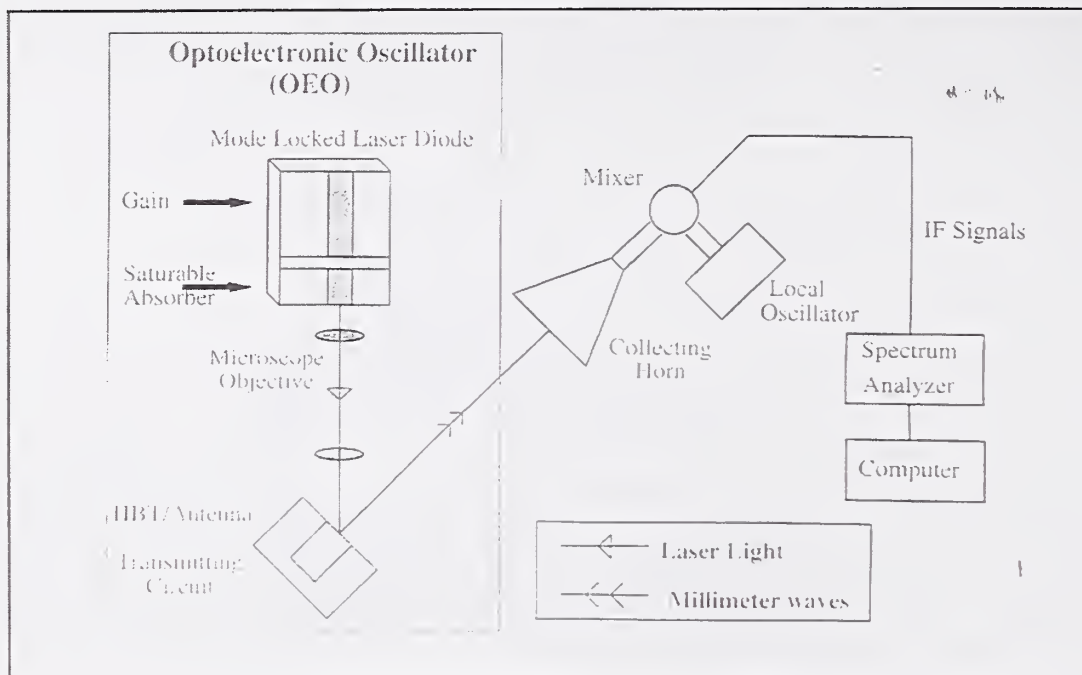 Optoelectronic Oscillator
(OEO)
Mode Locked Laser Diode
Gain
Saturable
Absorber
Microscope
Objective
HBT/Antenna
Transmitting
Circuit
Mixer
Local
Oscillator
Collecting
Horn
IF Signals
Spectrum
Analyzer
Computer
Laser Light
Millimeter waves